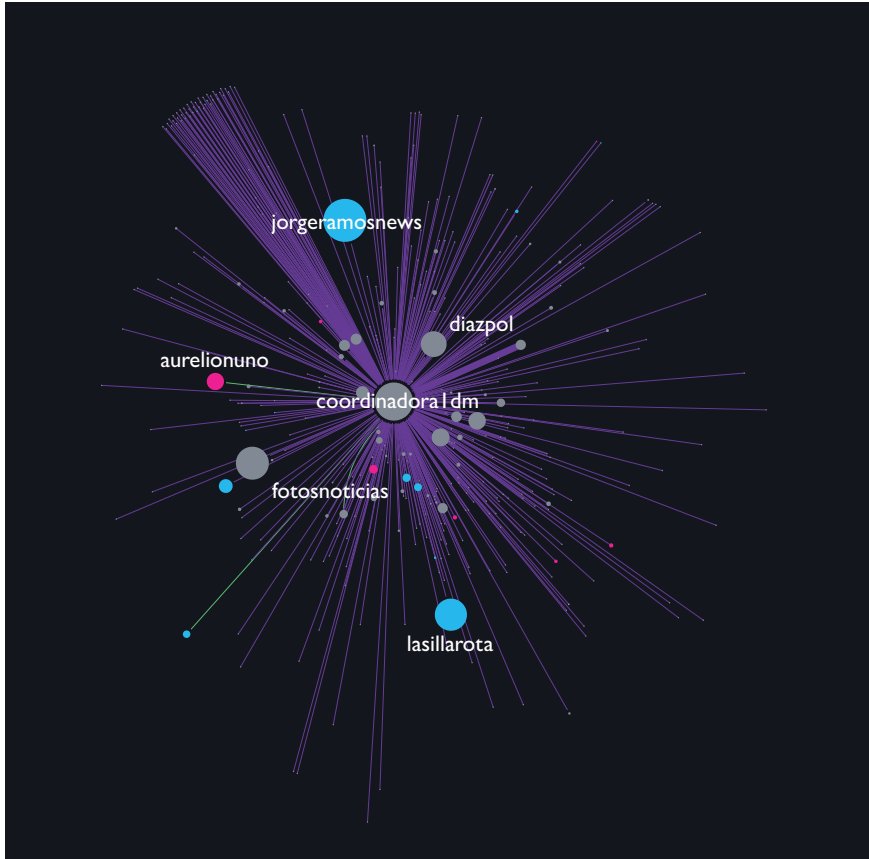 jorgeramosnews
diazpol
aurelionuno
coordinadora1dm
fotosnoticias
lasillarota